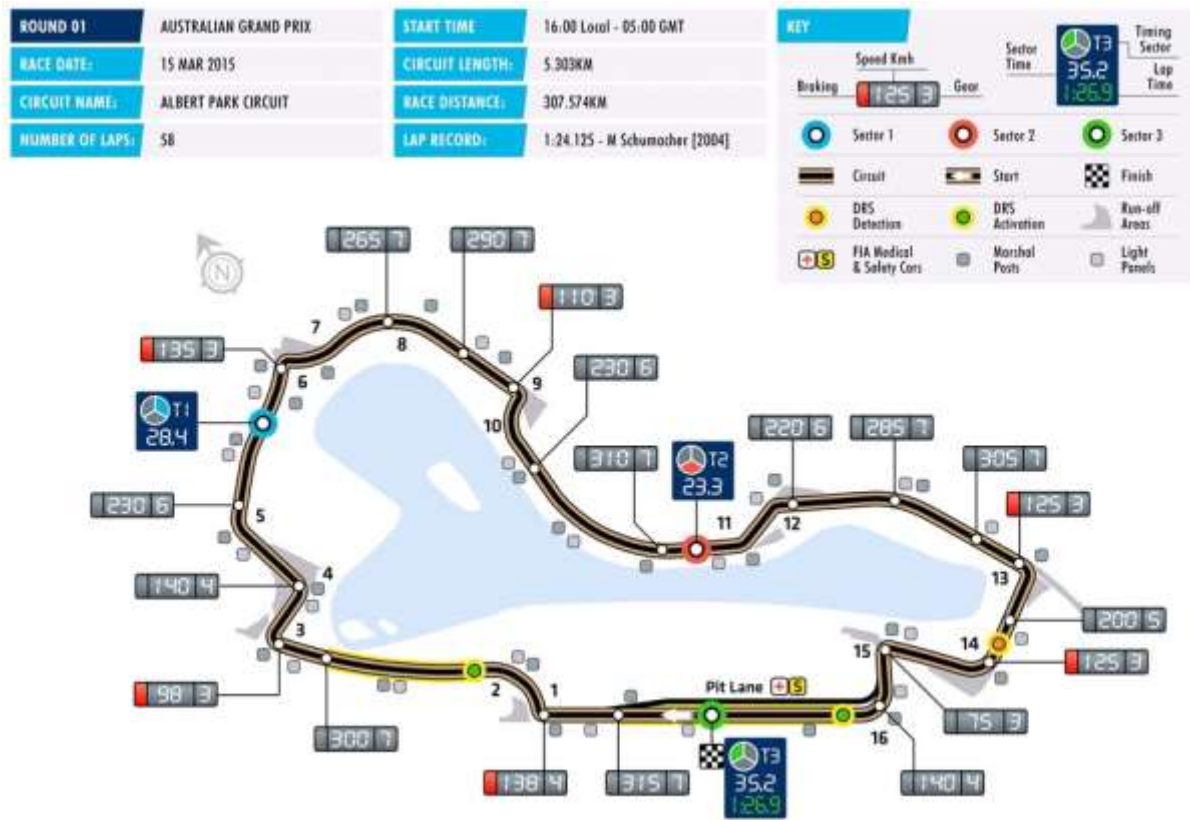 ROUND 01 AUSTRALIAN GRAND PRIX
RACE DATE: 15 MAR 2015
CIRCUIT NAME: ALBERT PARK CIRCUIT
NUMBER OF LAPS: 58
START TIME 16:00 Local - 05:00 GMT
CIRCUIT LENGTH: 5.303KM
RACE DISTANCE: 307.574KM
LAP RECORD: 1:24.125 - M Schumacher [2004]
KEY
Speed Kmh
Braking 125 3 Gear
Sector Time
T3
35.2
1:26.9
Timing Sector
Lap Time
Sector 1 Sector 2 Sector 3
Circuit Start Finish
DRS Detection
DRS Activation
Run-off Areas
FIA Medical & Safety Cars
Marshal Posts
Light Panels
N
265 7
290 7
110 3
7
8
135 3
6
9
230 6
T1
28.4
10
220 6
285 7
310 7
T2
23.3
305 7
125 3
230 6
5
11
12
140 4
4
13
200 5
3
15
14
125 3
98 3
2
1
Pit Lane + S
75 3
300 7
16
138 4
315 7
T3
35.2
1:26.9
140 4